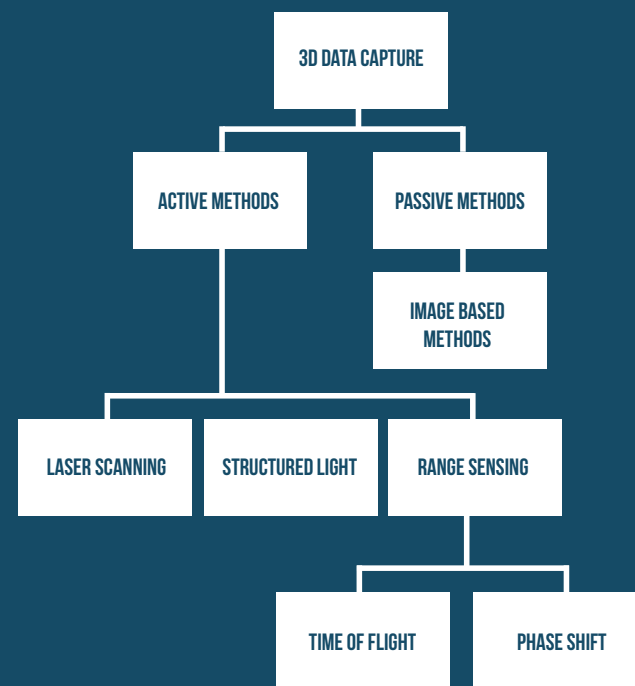 3D DATA CAPTURE
ACTIVE METHODS
PASSIVE METHODS
IMAGE BASED
METHODS
LASER SCANNING
STRUCTURED LIGHT
RANGE SENSING
TIME OF FLIGHT
PHASE SHIFT